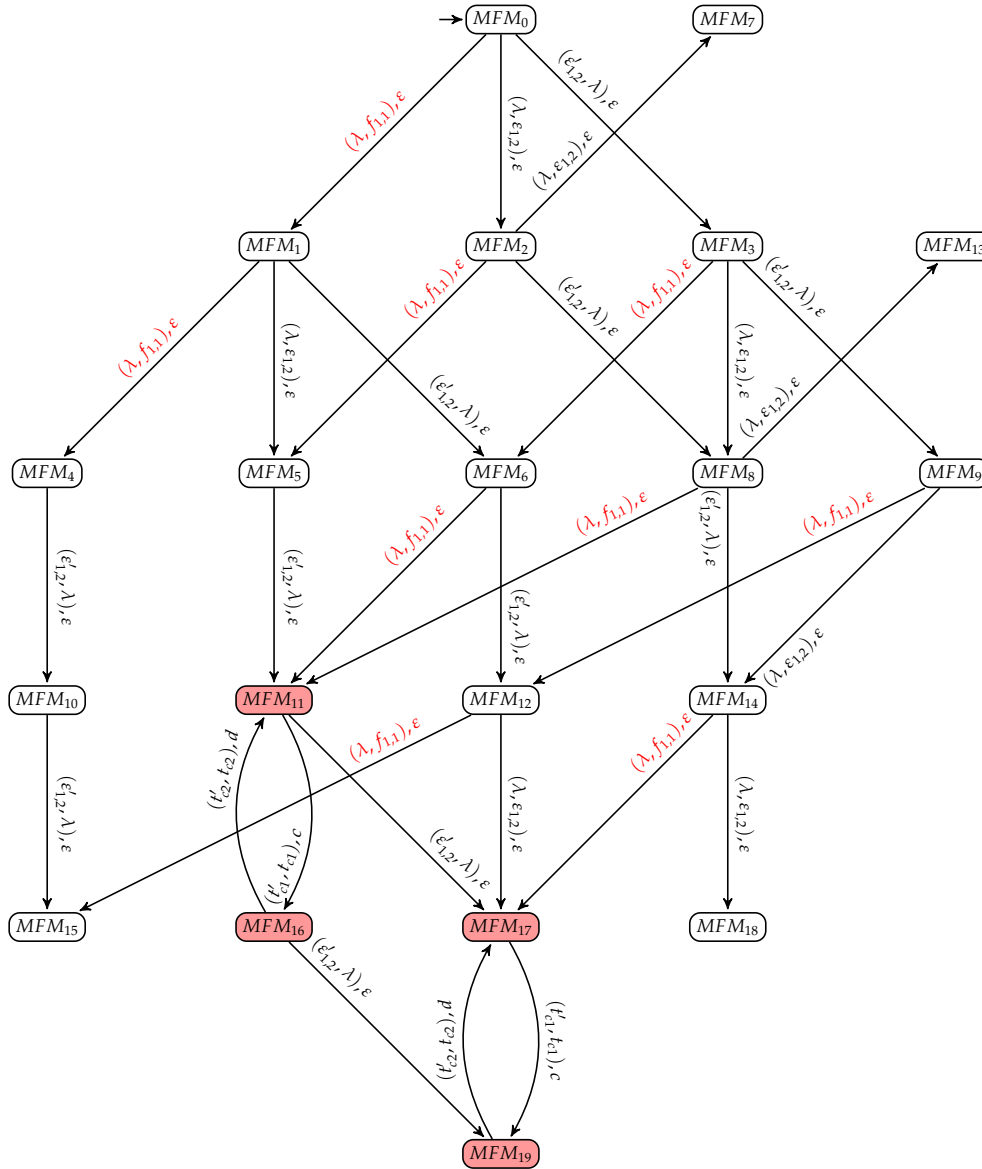 MFM₀
MFM₇
(λ, f₁,₁), ε
(λ, ε₁,₂), ε
(ε′₁,₂, λ), ε
(λ, ε₁,₂), ε
MFM₁
MFM₂
MFM₃
MFM₁₃
(λ, f₁,₁), ε
(λ, ε₁,₂), ε
(ε′₁,₂, λ), ε
(λ, f₁,₁), ε
(ε′₁,₂, λ), ε
(λ, f₁,₁), ε
(λ, ε₁,₂), ε
(ε′₁,₂, λ), ε
(λ, ε₁,₂), ε
MFM₄
MFM₅
MFM₆
MFM₈
MFM₉
(ε′₁,₂, λ), ε
(ε′₁,₂, λ), ε
(λ, f₁,₁), ε
(ε′₁,₂, λ), ε
(λ, f₁,₁), ε
(ε′₁,₂, λ), ε
(λ, f₁,₁), ε
(λ, ε₁,₂), ε
MFM₁₀
MFM₁₁
MFM₁₂
MFM₁₄
(ε′₁,₂, λ), ε
(t′c2, tc2), d
(t′c1, tc1), c
(λ, f₁,₁), ε
(ε′₁,₂, λ), ε
(λ, ε₁,₂), ε
(λ, f₁,₁), ε
(λ, ε₁,₂), ε
MFM₁₅
MFM₁₆
MFM₁₇
MFM₁₈
(ε′₁,₂, λ), ε
(t′c2, tc2), d
(t′c1, tc1), c
MFM₁₉